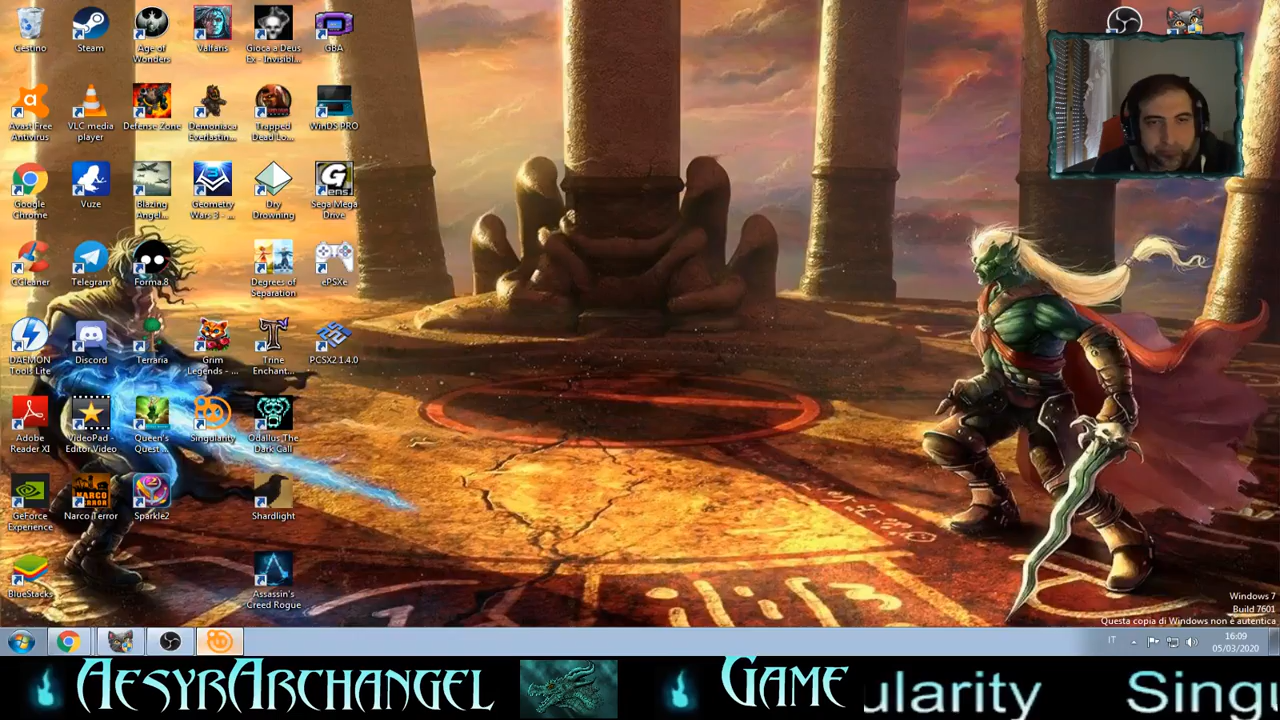 Cestino
Steam
Age of
Wonders
Valfaris
Gioca a Deus
Ex - Invisibl...
GBA
Avast Free
Antivirus
VLC media
player
Defense Zone
Demoniaca
Everlastin...
Trapped
Dead Lo...
WinDS PRO
Google
Chrome
Vuze
Blazing
Angel...
Geometry
Wars 3 - ...
Dry
Drowning
Sega Mega
Drive
CCleaner
Telegram
Forma.8
Degrees of
Separation
ePSXe
DAEMON
Tools Lite
Discord
Terraria
Grim
Legends - ...
Trine
Enchant...
PCSX2 1.4.0
Adobe
Reader XI
VideoPad -
Editor Video
Queen's
Quest ...
Singularity
Odallus The
Dark Call
GeForce
Experience
Narco Terror
Sparkle2
Shardlight
BlueStacks
Assassin's
Creed Rogue
Windows 7
Build 7601
Questa copia di Windows non è autentica
IT
16:09
05/03/2020
AesyrArchangel
Game
ularity Singu